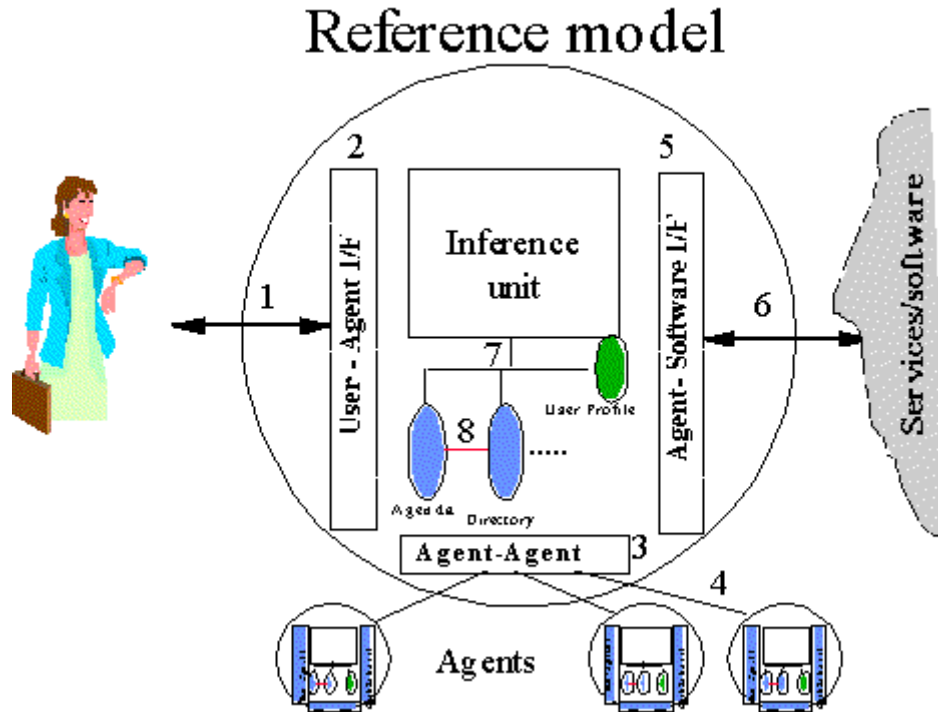 Reference model
2
5
User - Agent I/F
Inference
unit
Agent- Software I/F
Services/software
1
6
7
User Profile
8
.....
Agenda
Directory
Agent-Agent
3
4
Agents